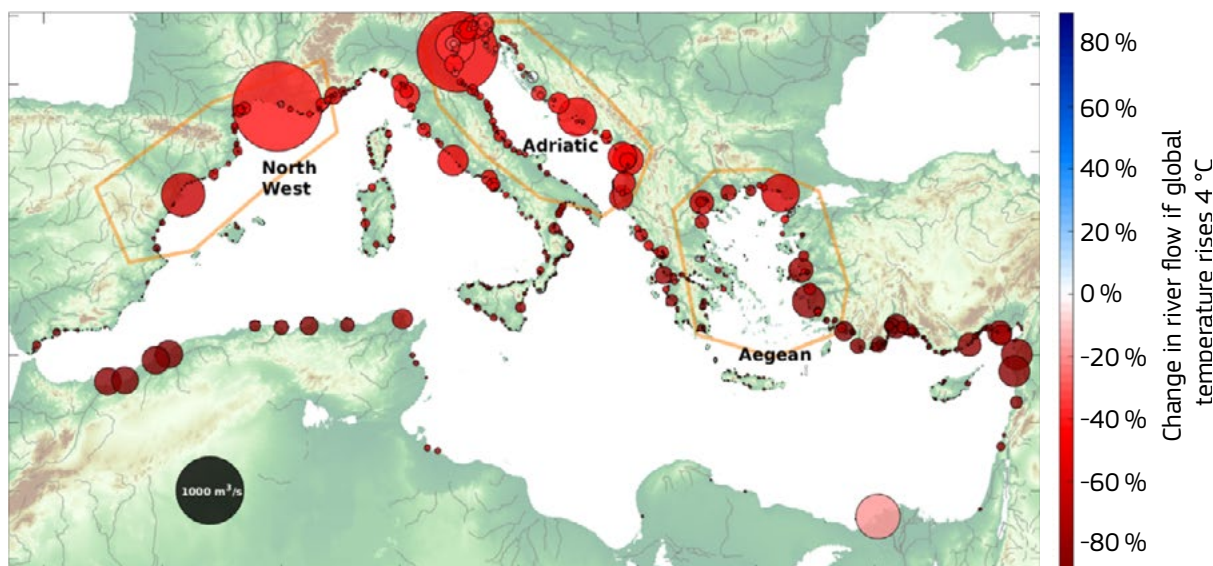 North
West
Adriatic
Aegean
1000 m³/s
80 %
60 %
40 %
20 %
0 %
-20 %
-40 %
-60 %
-80 %
Change in river flow if global
temperature rises 4 °C